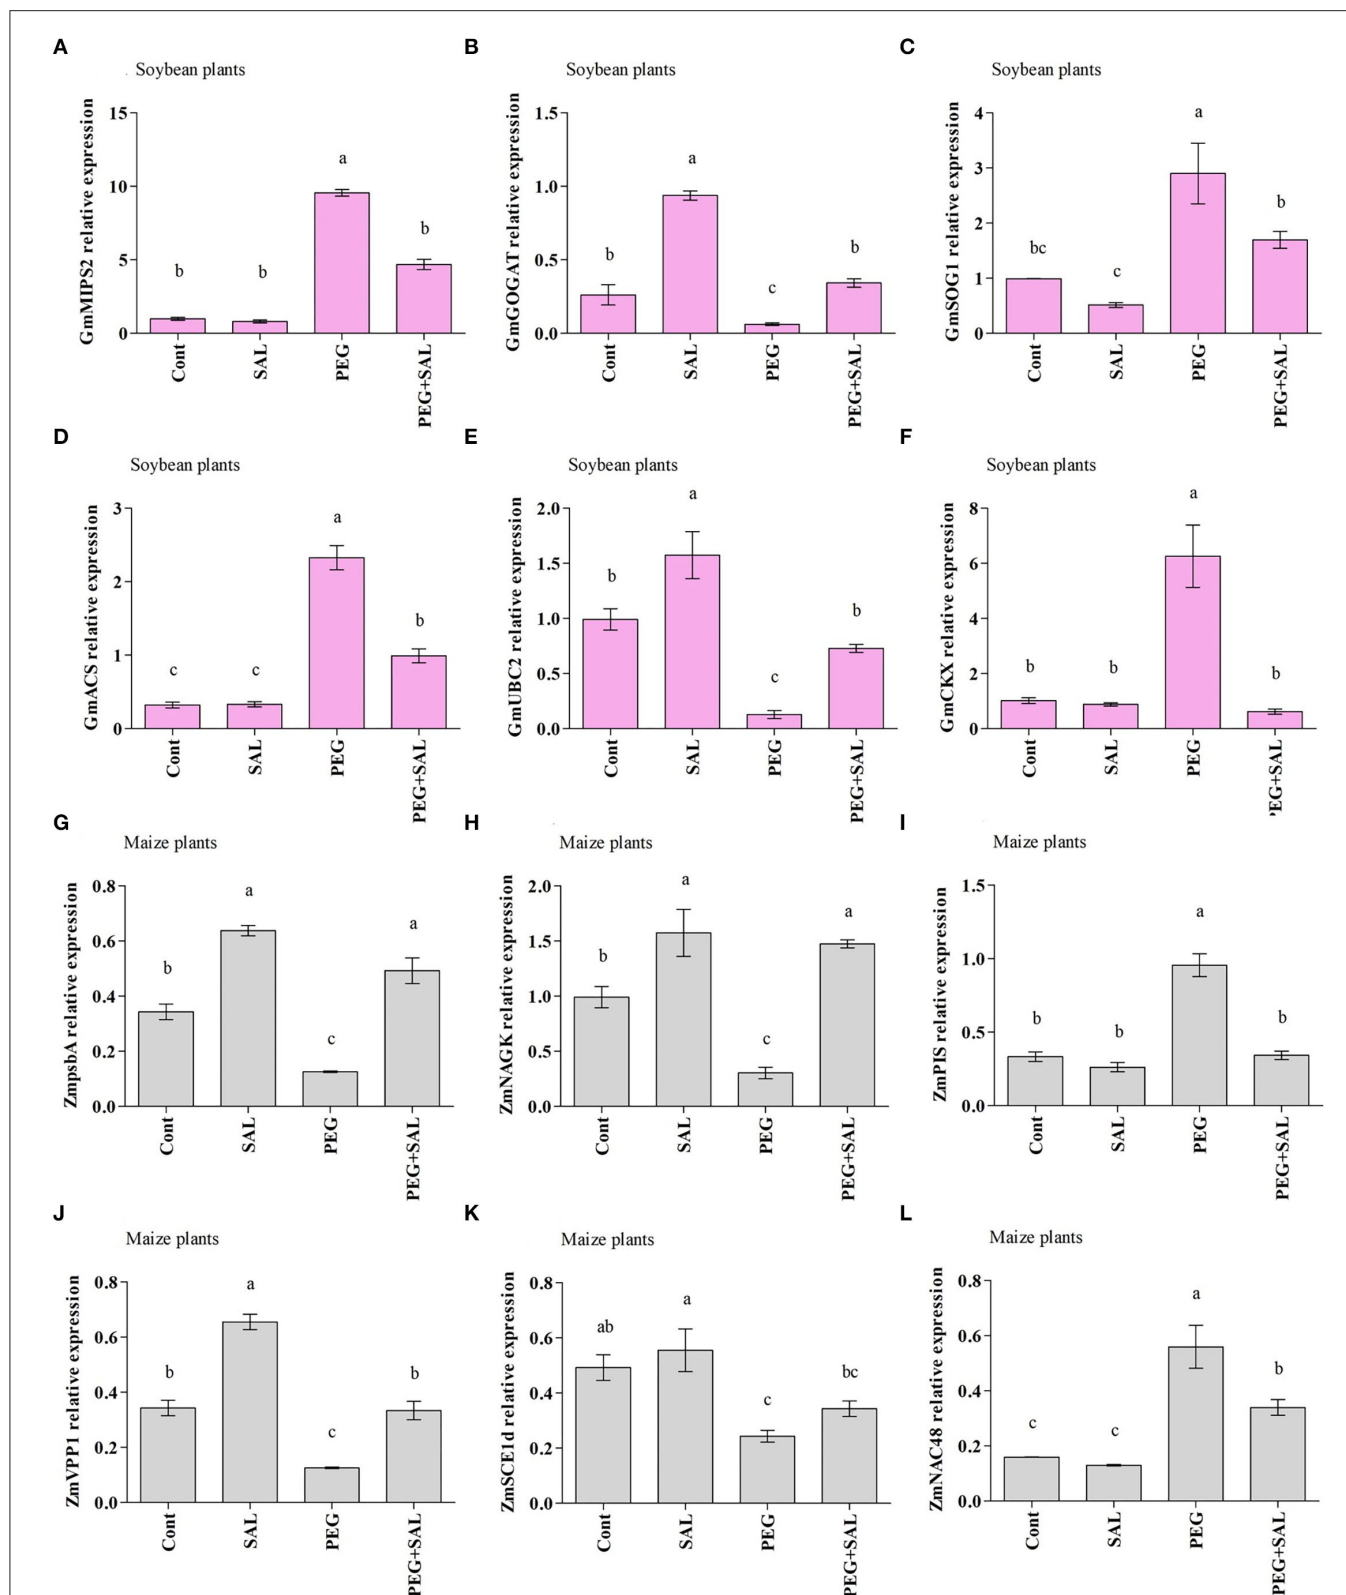 A
B
C
Soybean plants
Soybean plants
Soybean plants
GmMIPS2 relative expression
15
10
5
0
a
b
b
b
Cont
SAL
PEG
PEG+SAL
GmGOGAT relative expression
1.5
1.0
0.5
0.0
b
a
c
b
Cont
SAL
PEG
PEG+SAL
GmSOG1 relative expression
4
3
2
1
0
bc
c
a
b
Cont
SAL
PEG
PEG+SAL
D
E
F
Soybean plants
Soybean plants
Soybean plants
GmACS relative expression
3
2
1
0
c
c
a
b
Cont
SAL
PEG
PEG+SAL
GmUBC2 relative expression
2.0
1.5
1.0
0.5
0.0
b
a
c
b
Cont
SAL
PEG
PEG+SAL
GmCKX relative expression
8
6
4
2
0
b
b
a
b
Cont
SAL
PEG
PEG+SAL
G
H
I
Maize plants
Maize plants
Maize plants
ZmpsbA relative expression
0.8
0.6
0.4
0.2
0.0
b
a
c
a
Cont
SAL
PEG
PEG+SAL
ZmNAGK relative expression
2.0
1.5
1.0
0.5
0.0
b
a
c
a
Cont
SAL
PEG
PEG+SAL
ZmPIS relative expression
1.5
1.0
0.5
0.0
b
b
a
b
Cont
SAL
PEG
PEG+SAL
J
K
L
Maize plants
Maize plants
Maize plants
ZmVPP1 relative expression
0.8
0.6
0.4
0.2
0.0
b
a
c
b
Cont
SAL
PEG
PEG+SAL
ZmSCE1d relative expression
0.8
0.6
0.4
0.2
0.0
ab
a
c
bc
Cont
SAL
PEG
PEG+SAL
ZmNAC48 relative expression
0.8
0.6
0.4
0.2
0.0
c
c
a
b
Cont
SAL
PEG
PEG+SAL